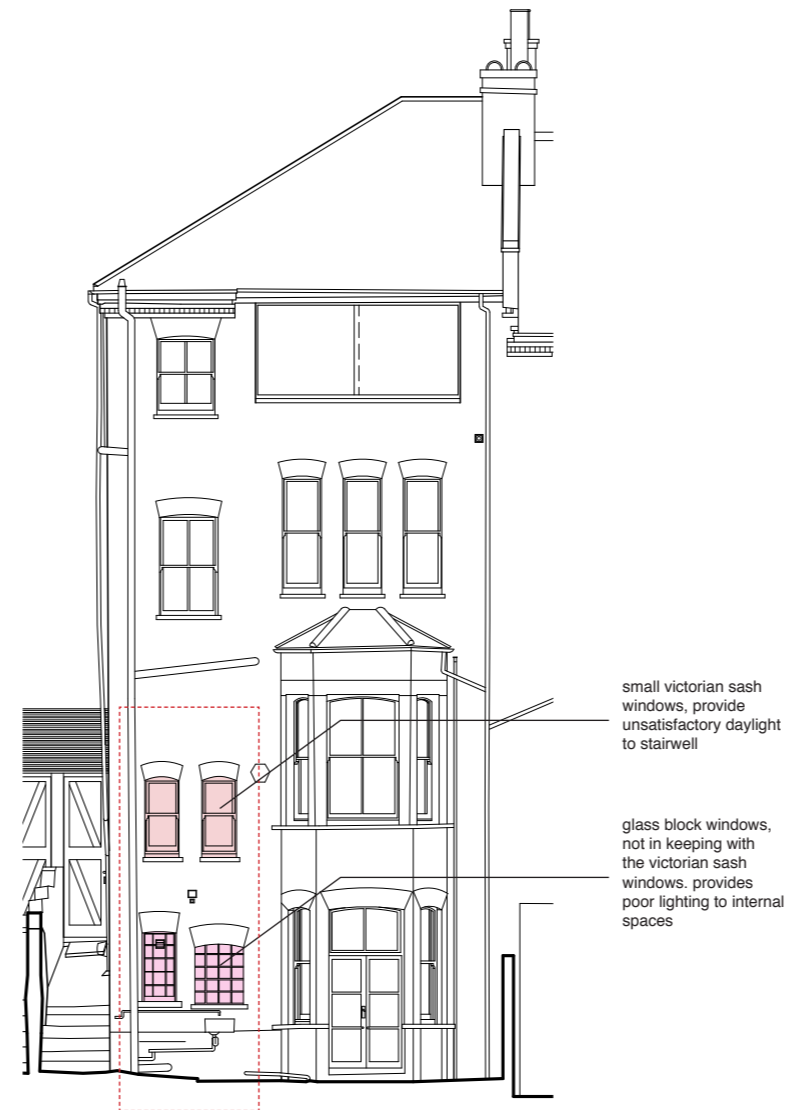 small victorian sash
windows, provide
unsatisfactory daylight
to stairwell
glass block windows,
not in keeping with
the victorian sash
windows. provides
poor lighting to internal
spaces